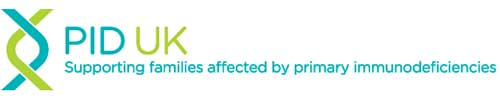 PID UK
Supporting families affected by primary immunodeficiencies